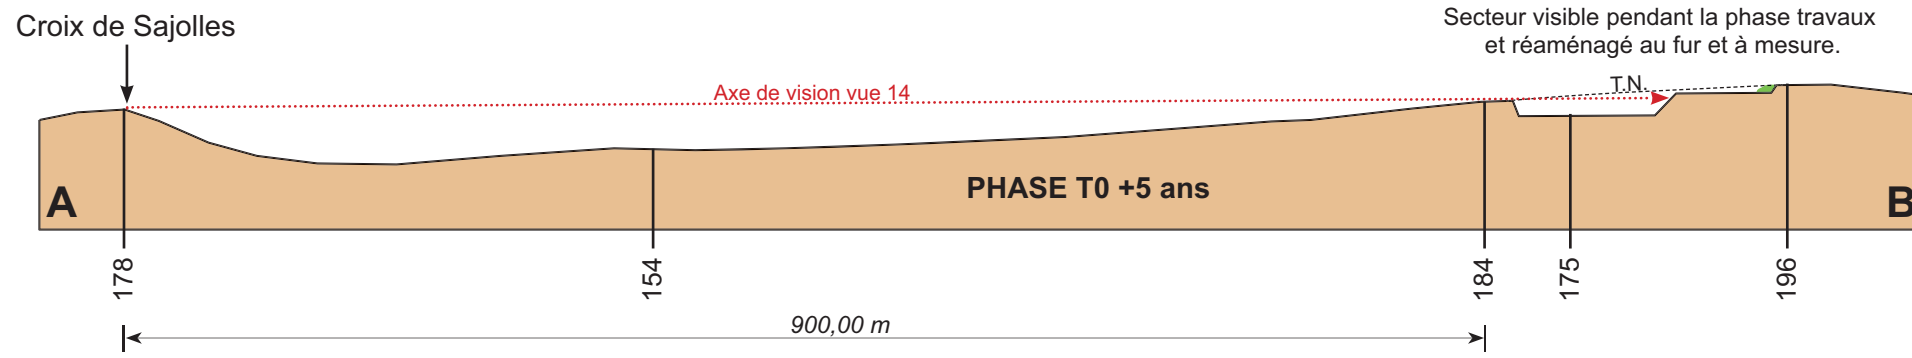 Croix de Sajolles
Secteur visible pendant la phase travaux
et réaménagé au fur et à mesure.
Axe de vision vue 14
T.N.
A
PHASE T0 +5 ans
B
178
154
184
175
196
900,00 m